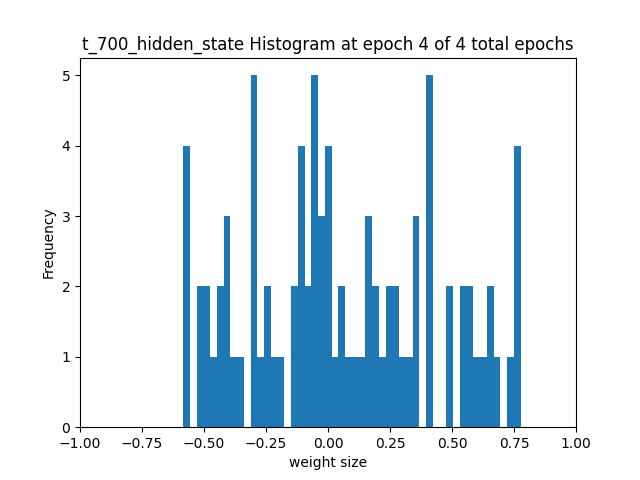 t_700_hidden_state Histogram at epoch 4 of 4 total epochs
Frequency
5
4
3
2
1
0
−1.00 −0.75 −0.50 −0.25 0.00 0.25 0.50 0.75 1.00
weight size